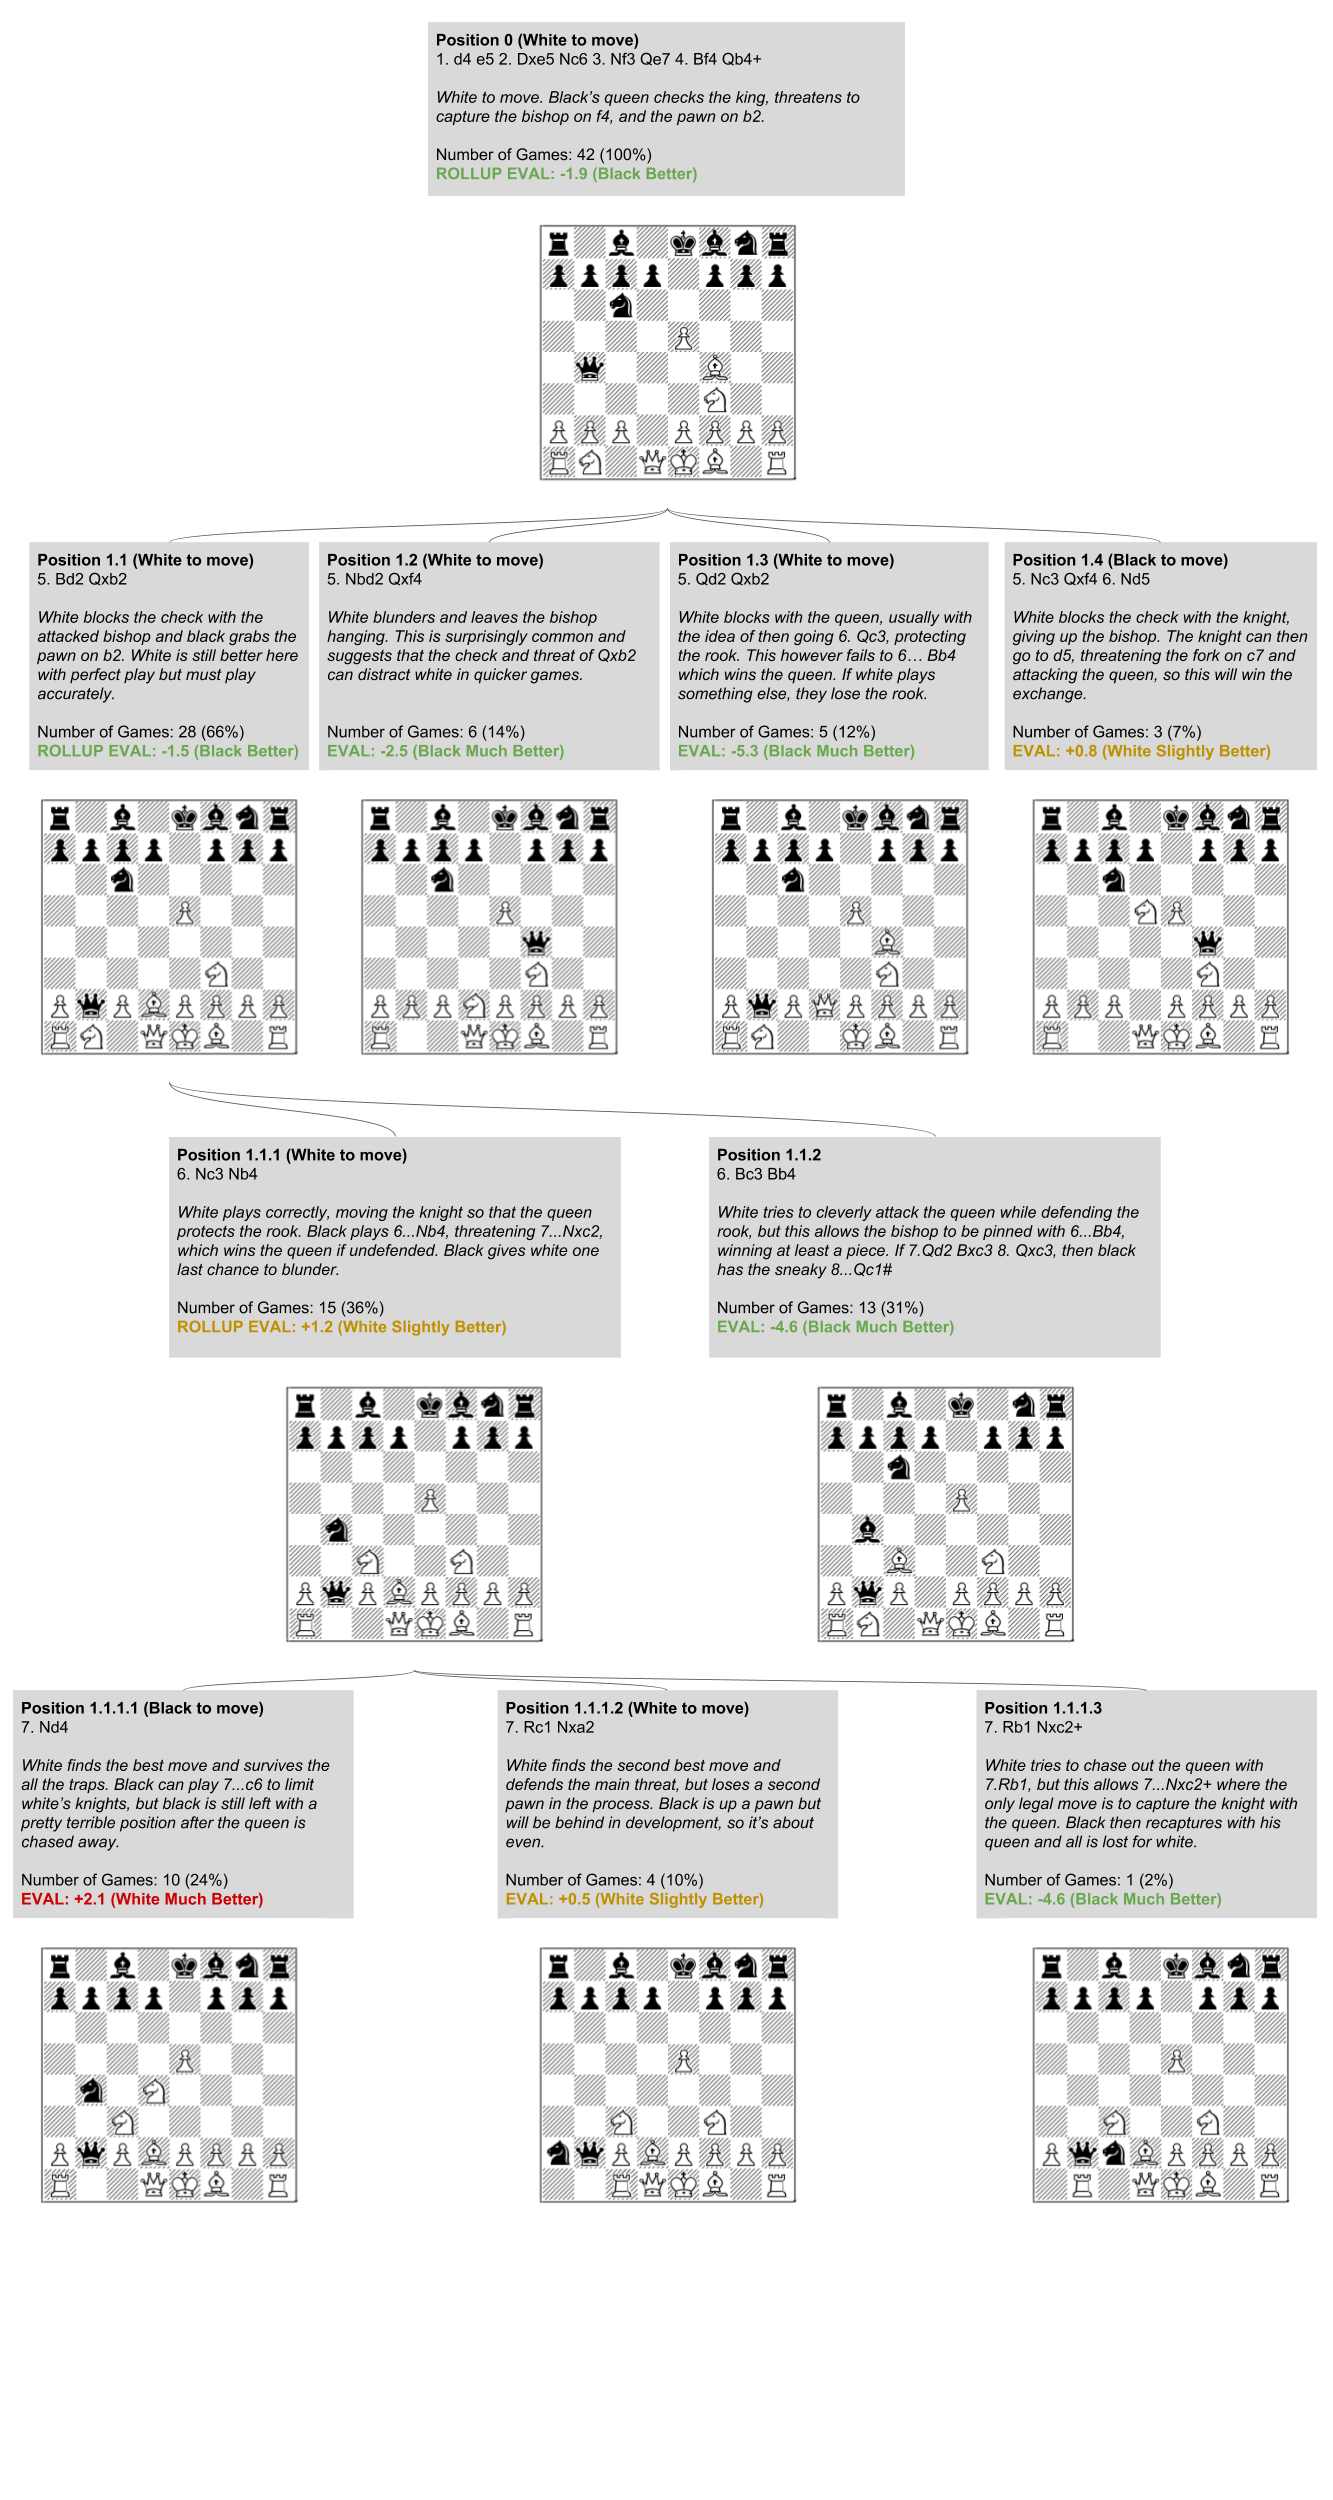 Position 0 (White to move)
1. d4 e5 2. Dxe5 Nc6 3. Nf3 Qe7 4. Bf4 Qb4+
White to move. Black's queen checks the king, threatens to
capture the bishop on f4, and the pawn on b2.
Number of Games: 42 (100%)
ROLLUP EVAL: -1.9 (Black Better)
Position 1.1 (White to move)
5. Bd2 Qxb2
White blocks the check with the
attacked bishop and black grabs the
pawn on b2. White is still better here
with perfect play but must play
accurately.
Number of Games: 28 (66%)
ROLLUP EVAL: -1.5 (Black Better)
Position 1.2 (White to move)
5. Nbd2 Qxf4
White blunders and leaves the bishop
hanging. This is surprisingly common and
suggests that the check and threat of Qxb2
can distract white in quicker games.
Number of Games: 6 (14%)
EVAL: -2.5 (Black Much Better)
Position 1.3 (White to move)
5. Qd2 Qxb2
White blocks with the queen, usually with
the idea of then going 6. Qc3, protecting
the rook. This however fails to 6… Bb4
which wins the queen. If white plays
something else, they lose the rook.
Number of Games: 5 (12%)
EVAL: -5.3 (Black Much Better)
Position 1.4 (Black to move)
5. Nc3 Qxf4 6. Nd5
White blocks the check with the knight,
giving up the bishop. The knight can then
go to d5, threatening the fork on c7 and
attacking the queen, so this will win the
exchange.
Number of Games: 3 (7%)
EVAL: +0.8 (White Slightly Better)
Position 1.1.1 (White to move)
6. Nc3 Nb4
White plays correctly, moving the knight so that the queen
protects the rook. Black plays 6...Nb4, threatening 7...Nxc2,
which wins the queen if undefended. Black gives white one
last chance to blunder.
Number of Games: 15 (36%)
ROLLUP EVAL: +1.2 (White Slightly Better)
Position 1.1.2
6. Bc3 Bb4
White tries to cleverly attack the queen while defending the
rook, but this allows the bishop to be pinned with 6...Bb4,
winning at least a piece. If 7.Qd2 Bxc3 8. Qxc3, then black
has the sneaky 8...Qc1#
Number of Games: 13 (31%)
EVAL: -4.6 (Black Much Better)
Position 1.1.1.1 (Black to move)
7. Nd4
White finds the best move and survives the
all the traps. Black can play 7...c6 to limit
white's knights, but black is still left with a
pretty terrible position after the queen is
chased away.
Number of Games: 10 (24%)
EVAL: +2.1 (White Much Better)
Position 1.1.1.2 (White to move)
7. Rc1 Nxa2
White finds the second best move and
defends the main threat, but loses a second
pawn in the process. Black is up a pawn but
will be behind in development, so it's about
even.
Number of Games: 4 (10%)
EVAL: +0.5 (White Slightly Better)
Position 1.1.1.3
7. Rb1 Nxc2+
White tries to chase out the queen with
7.Rb1, but this allows 7...Nxc2+ where the
only legal move is to capture the knight with
the queen. Black then recaptures with his
queen and all is lost for white.
Number of Games: 1 (2%)
EVAL: -4.6 (Black Much Better)